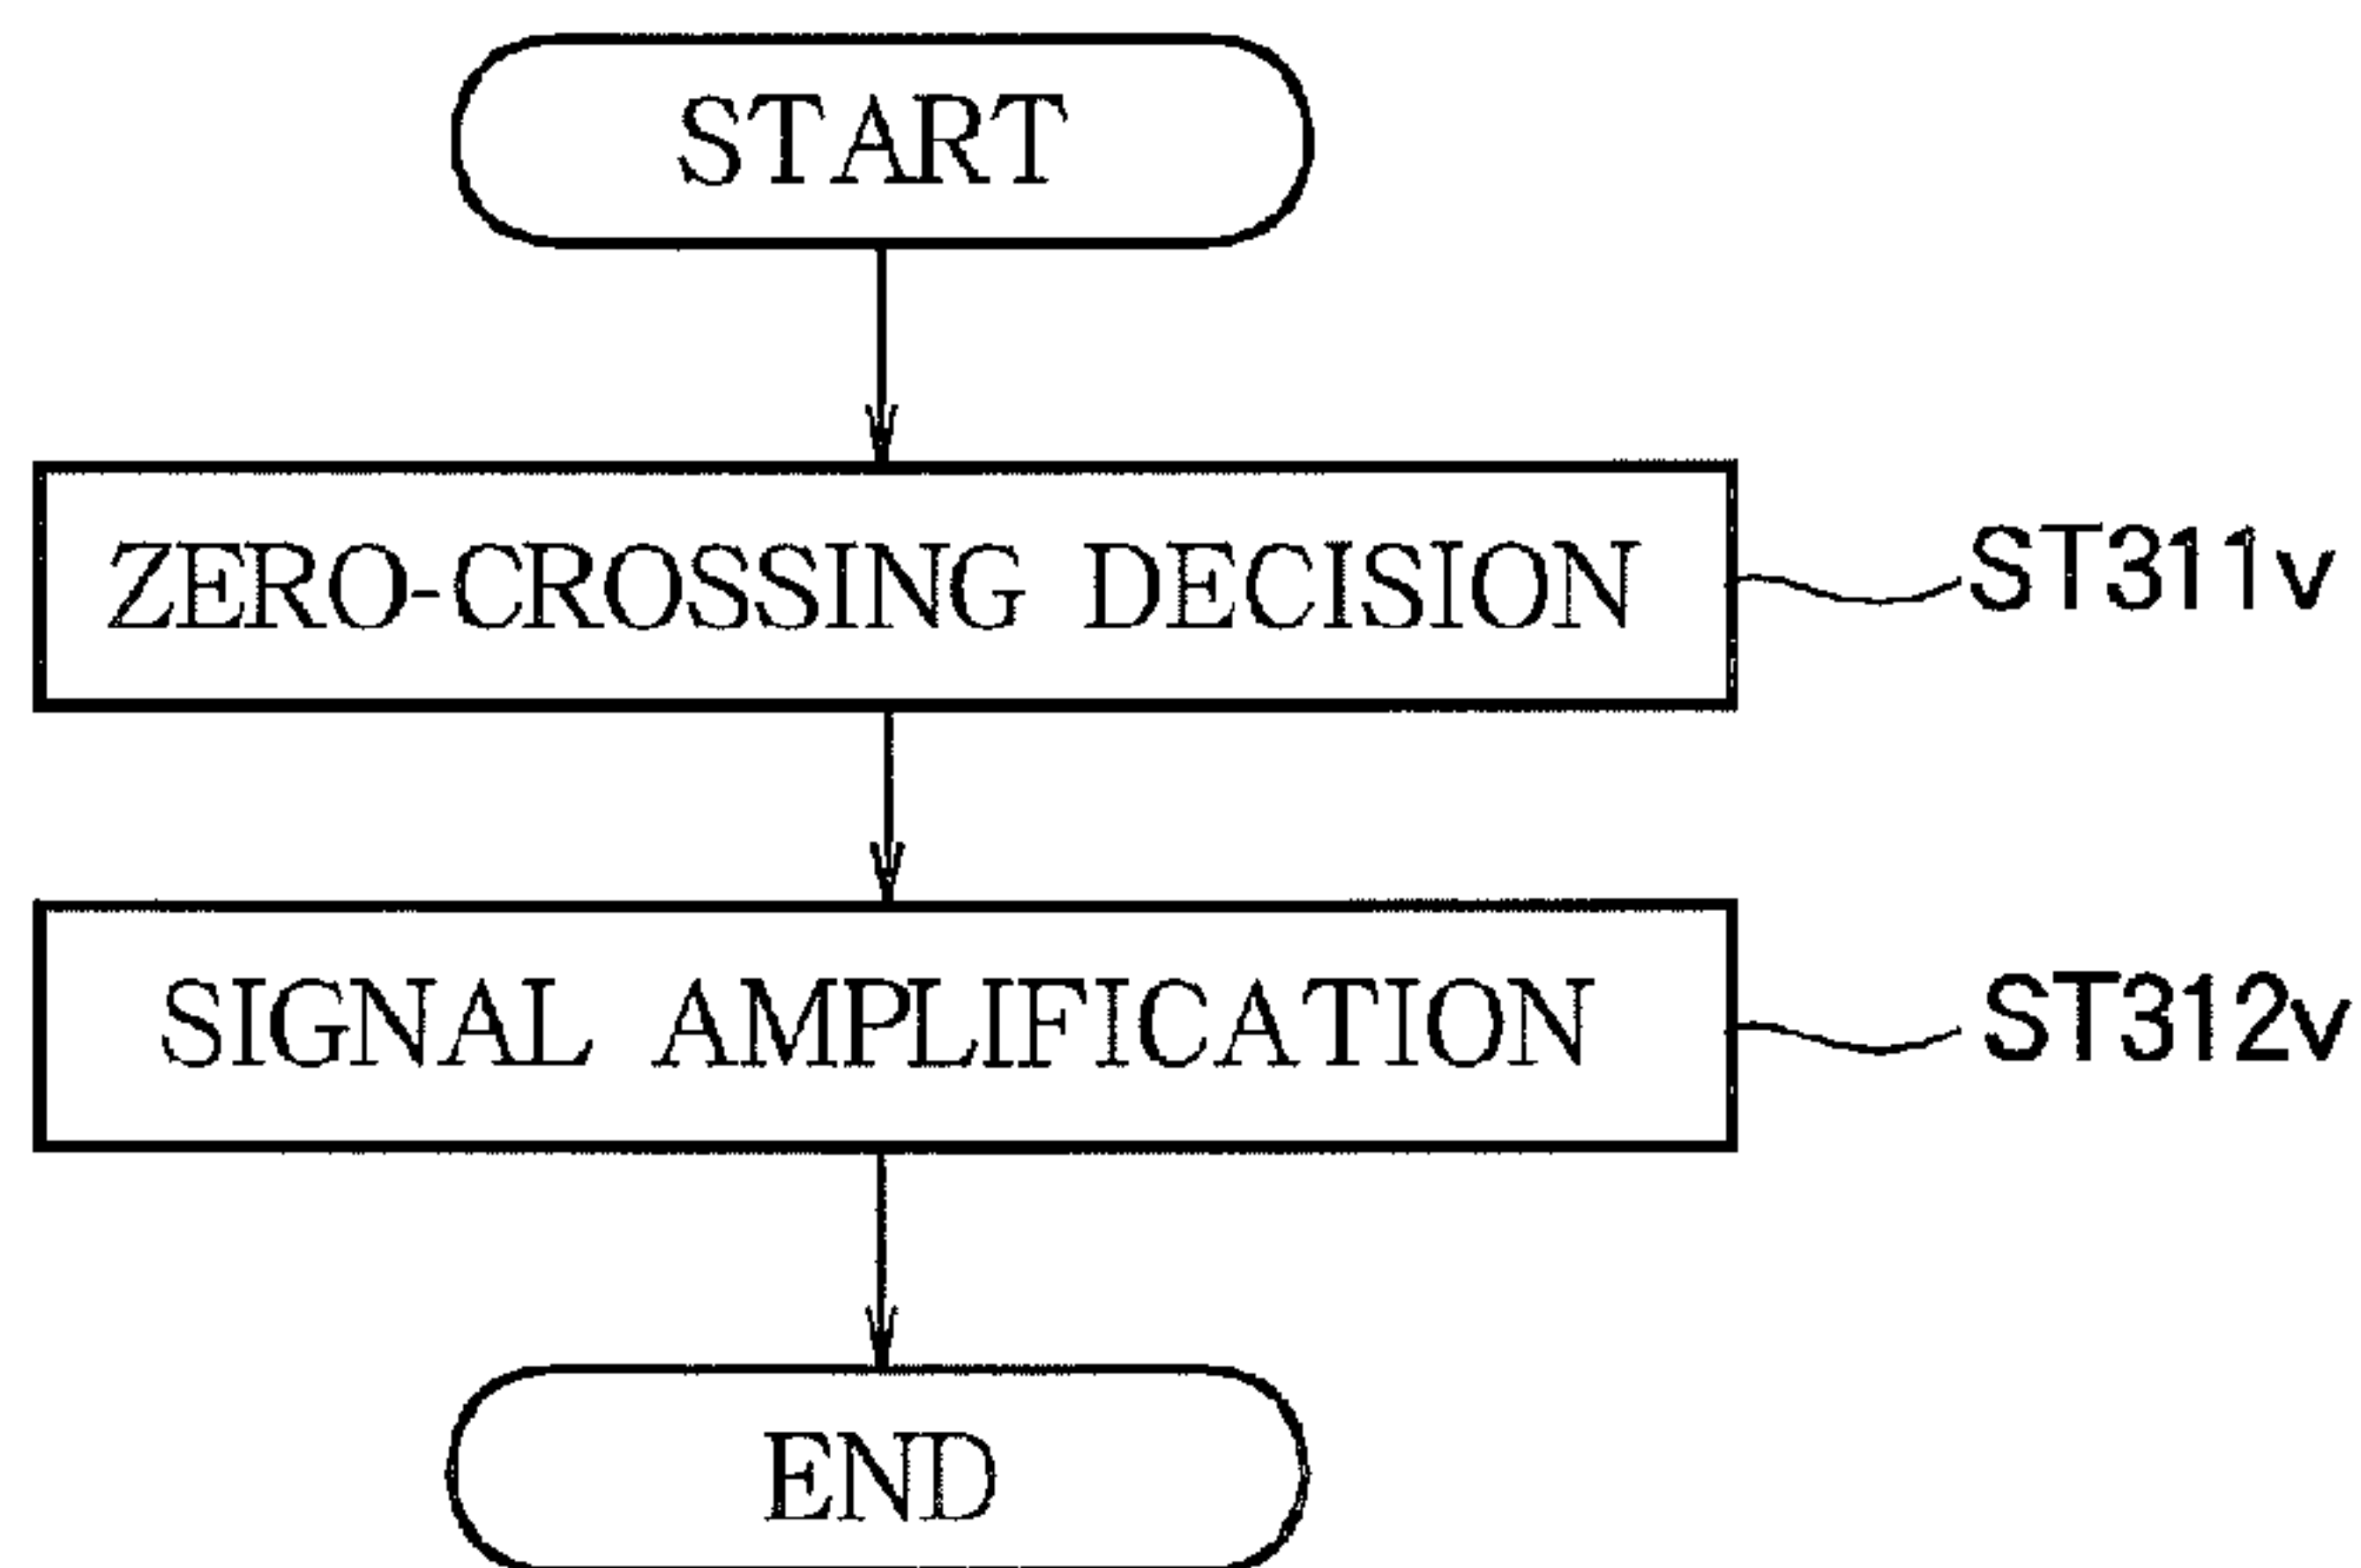 START
ZERO-CROSSING DECISION
ST311v
SIGNAL AMPLIFICATION
ST312v
END